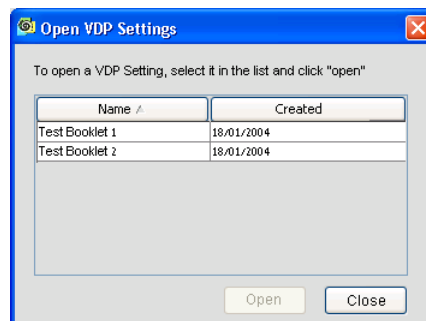 Open VDP Settings
To open a VDP Setting, select it in the list and click "open"
Name Created
Test Booklet 1 18/01/2004
Test Booklet 2 18/01/2004
Open Close